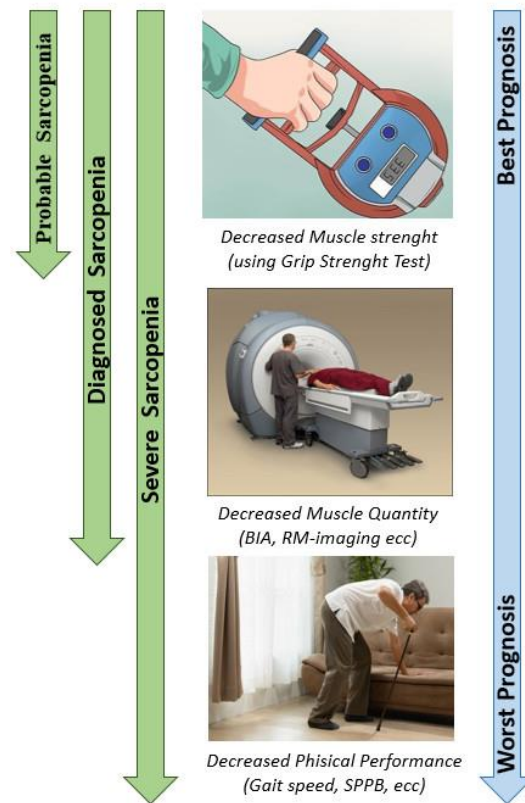 Probable Sarcopenia
Diagnosed Sarcopenia
Severe Sarcopenia
Best Prognosis
335
Decreased Muscle strenght
(using Grip Strenght Test)
Decreased Muscle Quantity
(BIA, RM-imaging ecc)
Worst Prognosis
Decreased Phisical Performance
(Gait speed, SPPB, ecc)